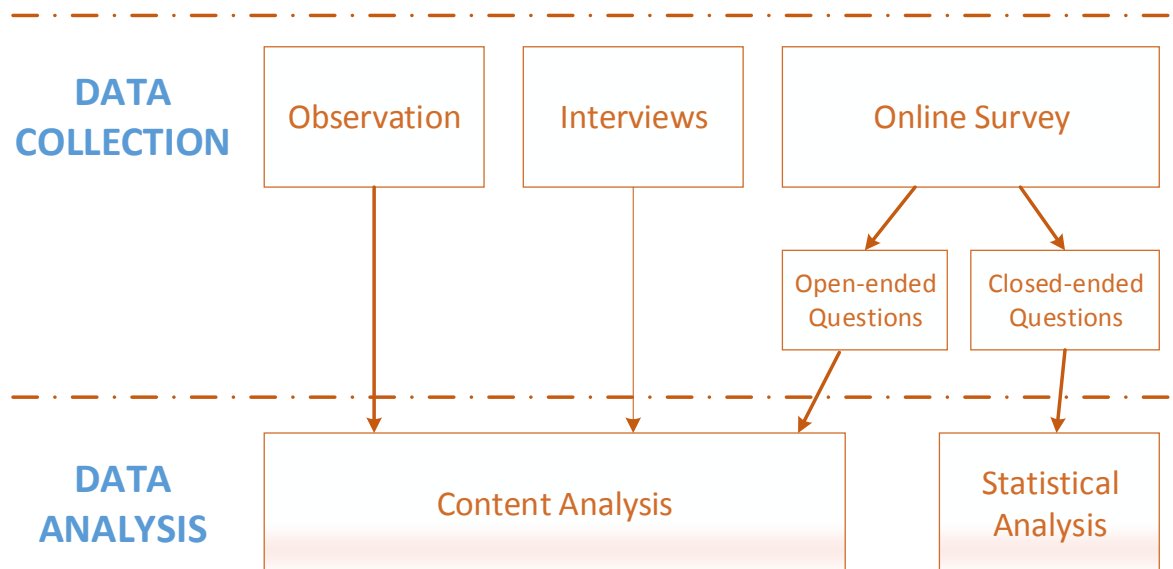 DATA
COLLECTION
Observation
Interviews
Online Survey
Open-ended
Questions
Closed-ended
Questions
DATA
ANALYSIS
Content Analysis
Statistical
Analysis